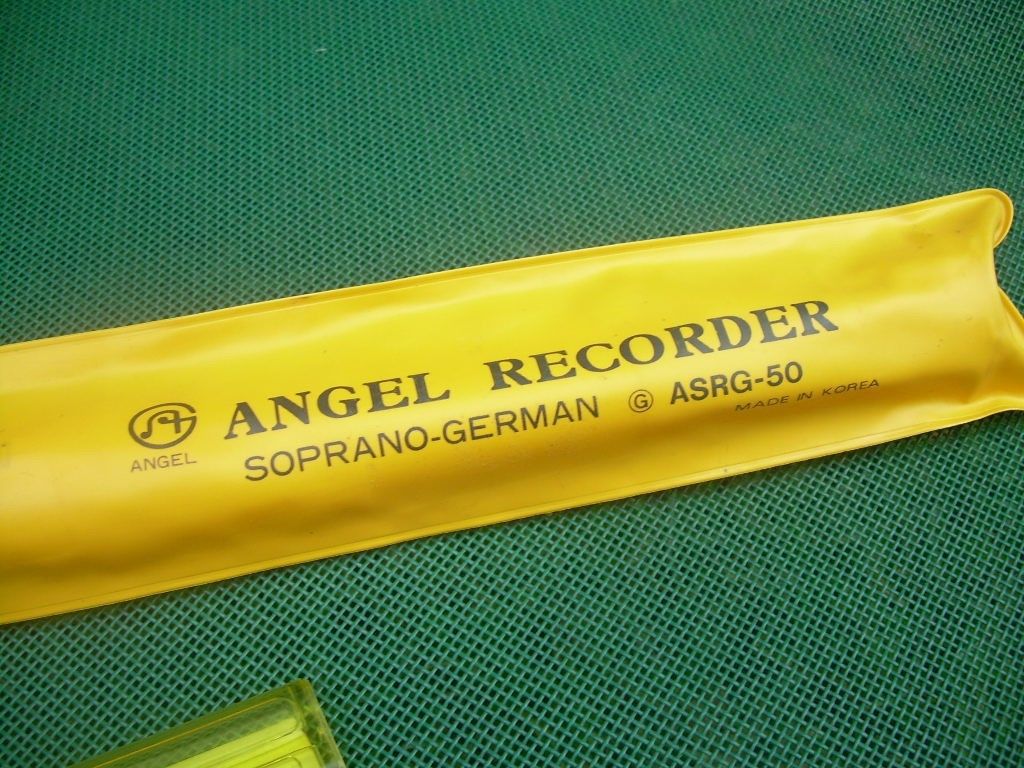 ANGEL RECORDER
ANGEL
SOPRANO-GERMAN G ASRG-50
MADE IN KOREA